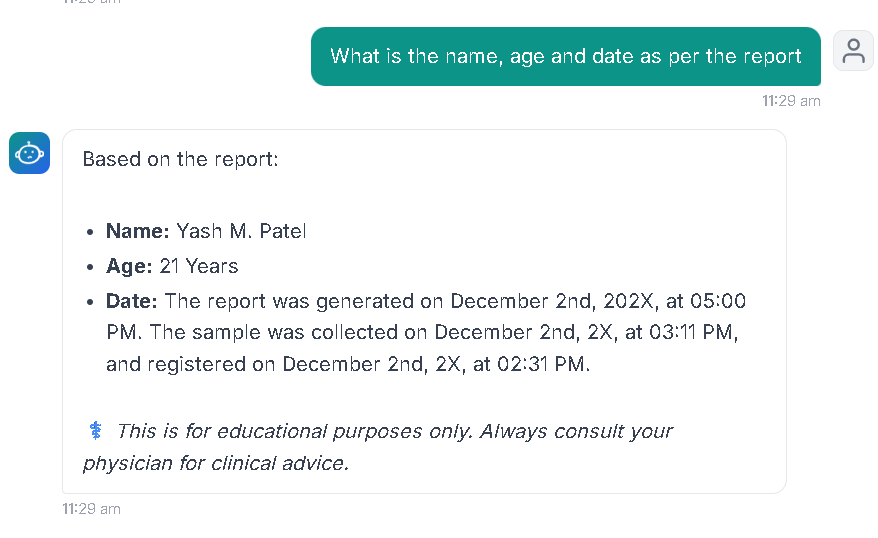 What is the name, age and date as per the report
11:29 am
Based on the report:
• Name: Yash M. Patel
• Age: 21 Years
• Date: The report was generated on December 2nd, 202X, at 05:00
PM. The sample was collected on December 2nd, 2X, at 03:11 PM,
and registered on December 2nd, 2X, at 02:31 PM.
This is for educational purposes only. Always consult your
physician for clinical advice.
11:29 am